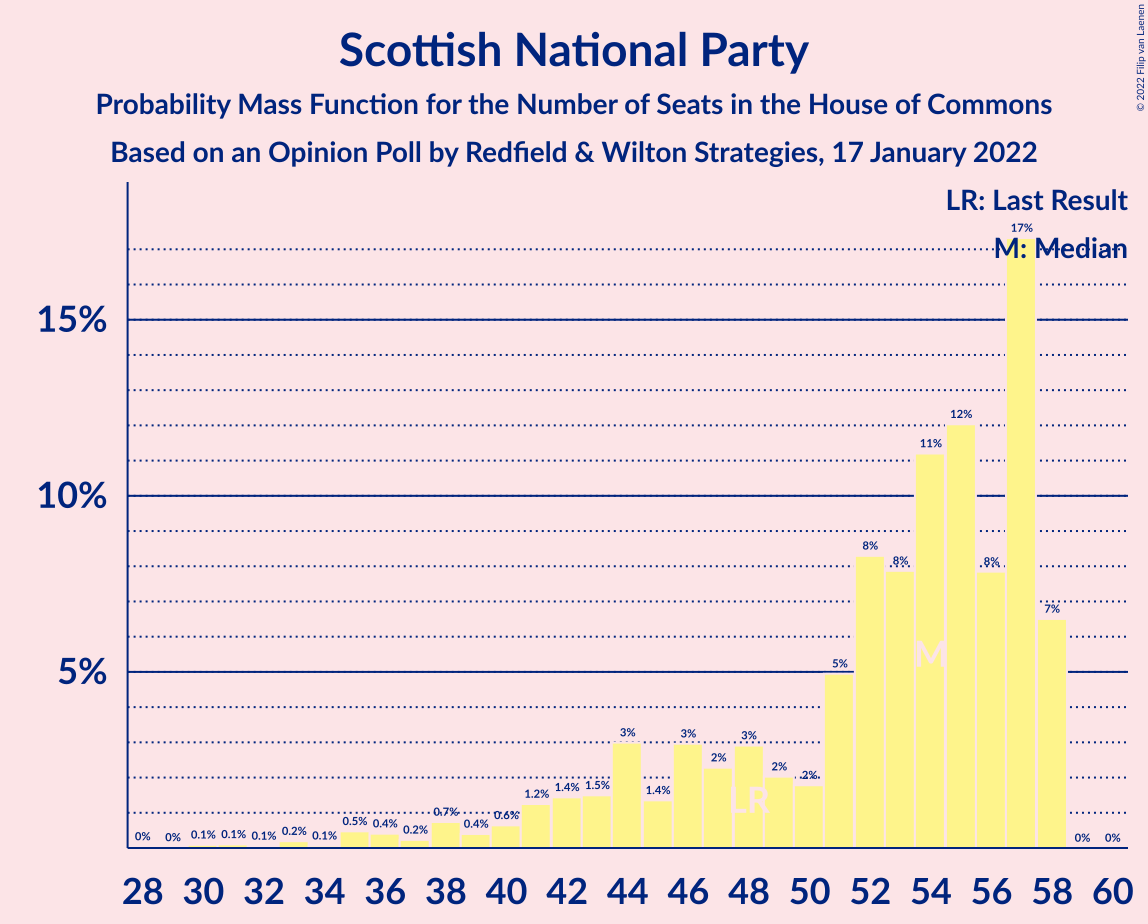 © 2022 Filip van Laenen
Scottish National Party
Probability Mass Function for the Number of Seats in the House of Commons
Based on an Opinion Poll by Redfield & Wilton Strategies, 17 January 2022
LR: Last Result
M: Median
15%
10%
5%
0% 0% 0.1% 0.1% 0.1% 0.2% 0.1% 0.5% 0.4% 0.2% 0.7% 0.4% 0.6% 1.2% 1.4% 1.5% 3% 1.4% 3% 2% 3% 2% 2% 5% 8% 8% 11% 12% 8% 17% 7% 0% 0%
LR
M
28 30 32 34 36 38 40 42 44 46 48 50 52 54 56 58 60